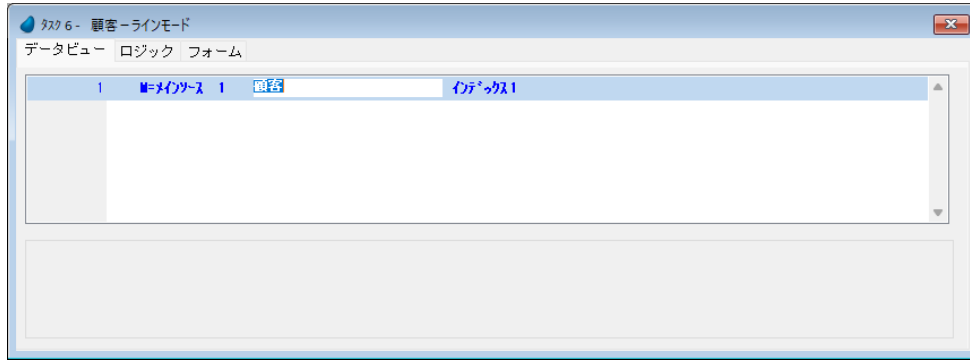 ﾀｽｸ 6 - 顧客－ラインモード
データビュー ロジック フォーム
1 M=ﾒｲﾝｿｰｽ 1 顧客 ｲﾝﾃﾞｯｸｽ 1